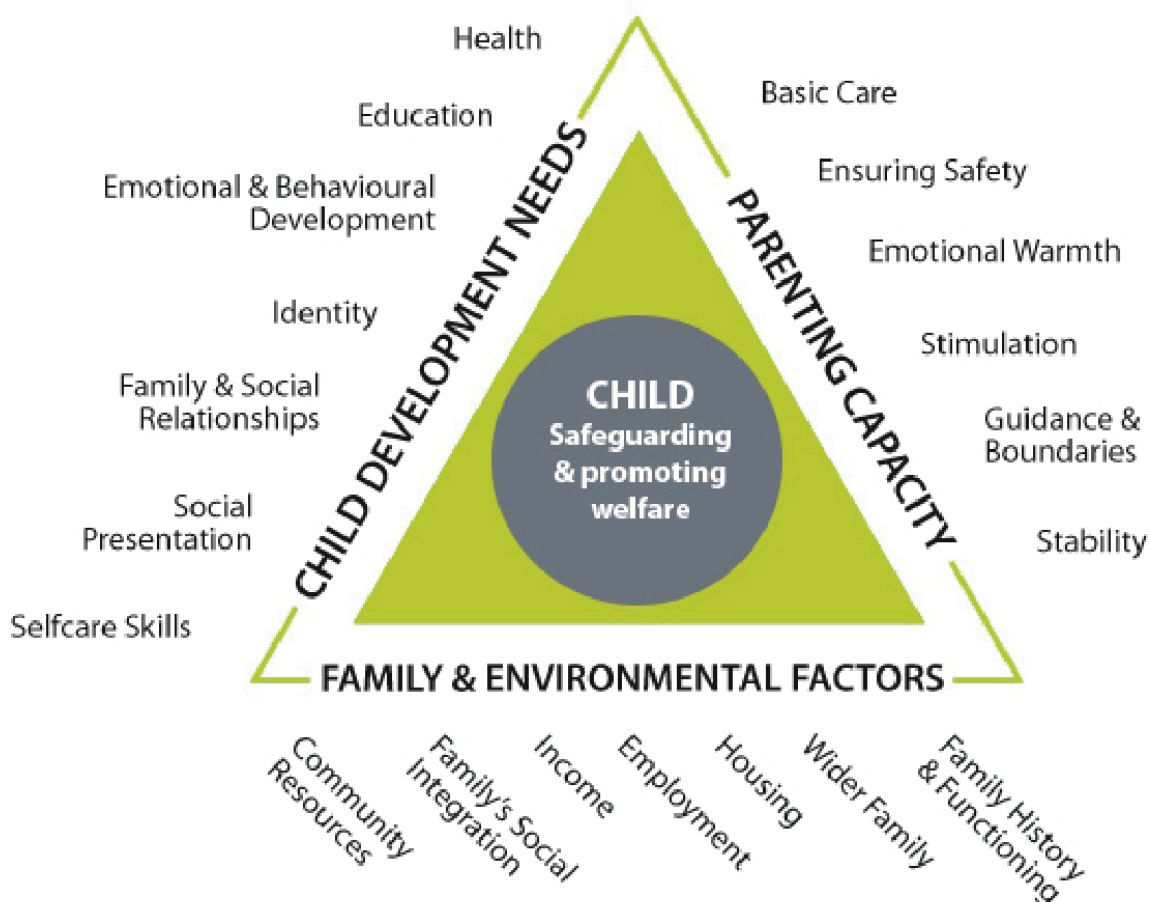 Health
Education
Emotional & Behavioural
Development
Identity
Family & Social
Relationships
Social
Presentation
Selfcare Skills
CHILD DEVELOPMENT NEEDS
Basic Care
Ensuring Safety
Emotional Warmth
Stimulation
Guidance &
Boundaries
Stability
PARENTING CAPACITY
CHILD
Safeguarding
& promoting
welfare
FAMILY & ENVIRONMENTAL FACTORS
Community
Resources
Family's Social
Integration
Income
Employment
Housing
Wider Family
Family History
& Functioning